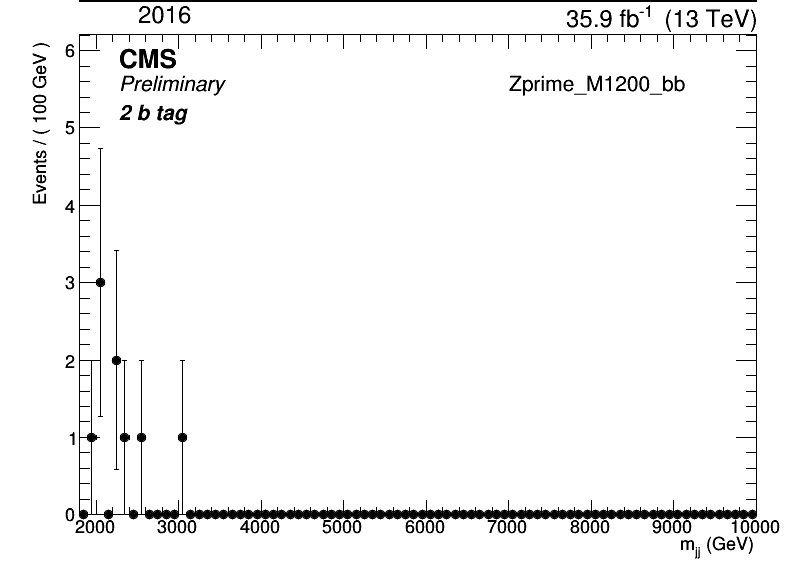 2016
35.9 fb⁻¹ (13 TeV)
CMS
Preliminary
Zprime_M1200_bb
2 b tag
Events / ( 100 GeV )
6
5
4
3
2
1
0
2000 3000 4000 5000 6000 7000 8000 9000 10000
m_jj (GeV)